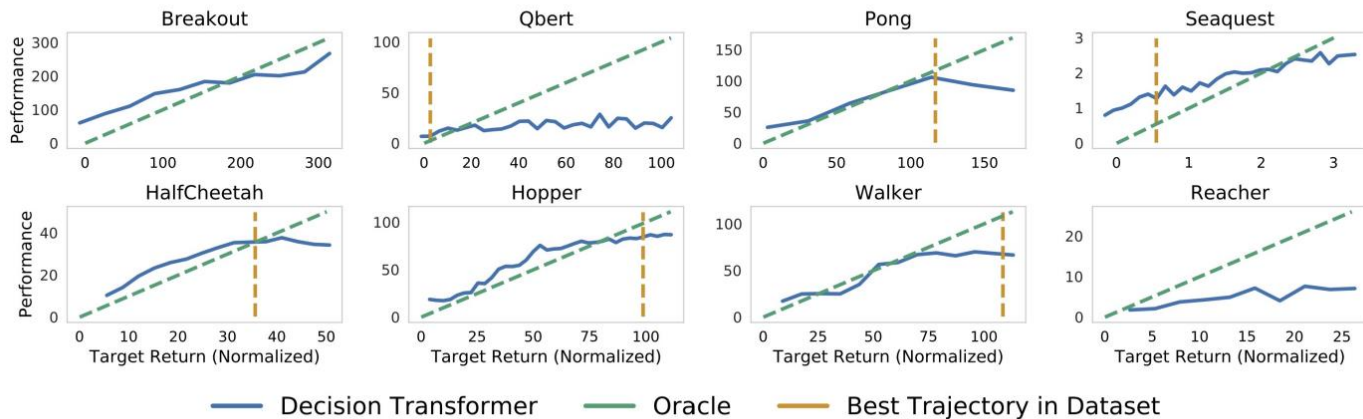 Breakout Qbert Pong Seaquest
Performance
300
200
100
0
0 100 200 300
100
50
0
0 20 40 60 80 100
150
100
50
0
0 50 100 150
3
2
1
0
0 1 2 3
HalfCheetah Hopper Walker Reacher
Performance
40
20
0
0 10 20 30 40 50
100
50
0
0 25 50 75 100
100
50
0
0 25 50 75 100
20
10
0
0 5 10 15 20 25
Target Return (Normalized) Target Return (Normalized) Target Return (Normalized) Target Return (Normalized)
Decision Transformer Oracle Best Trajectory in Dataset